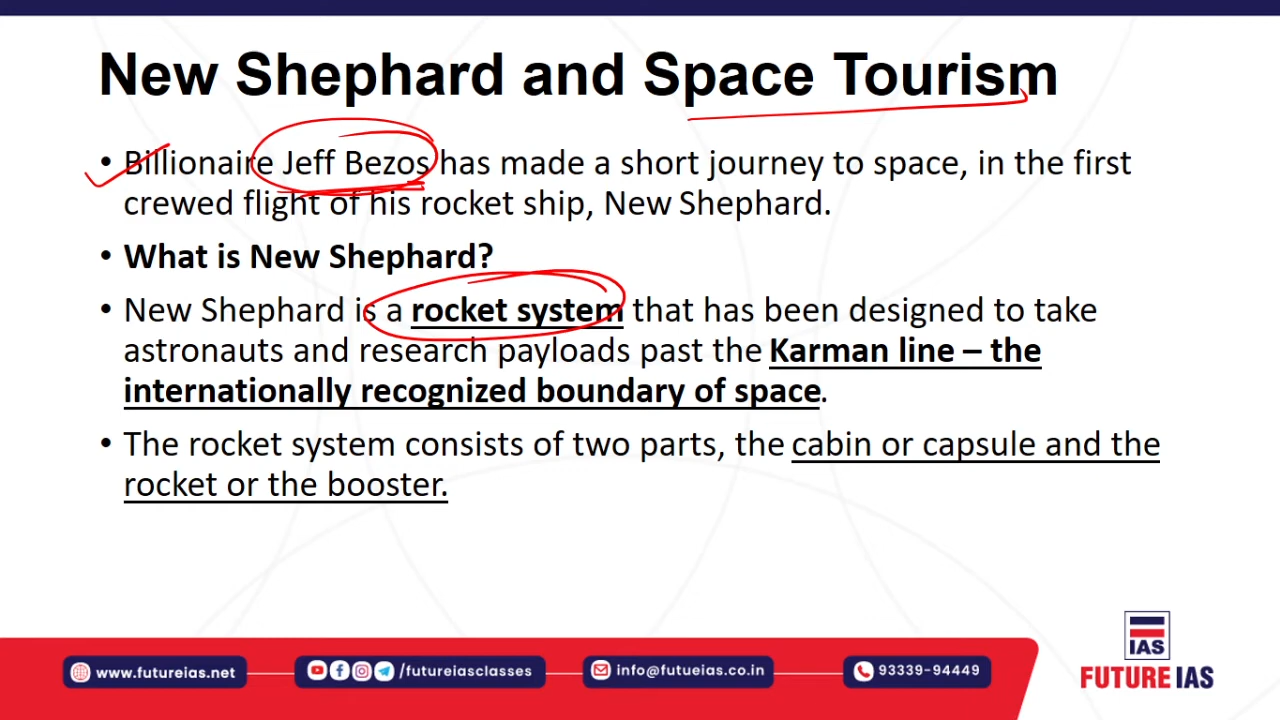 New Shephard and Space Tourism
• Billionaire Jeff Bezos has made a short journey to space, in the first
crewed flight of his rocket ship, New Shephard.
• What is New Shephard?
• New Shephard is a rocket system that has been designed to take
astronauts and research payloads past the Karman line – the
internationally recognized boundary of space.
• The rocket system consists of two parts, the cabin or capsule and the
rocket or the booster.
IAS
FUTURE IAS
www.futureias.net
/futureiasclasses
info@futueias.co.in
93339-94449